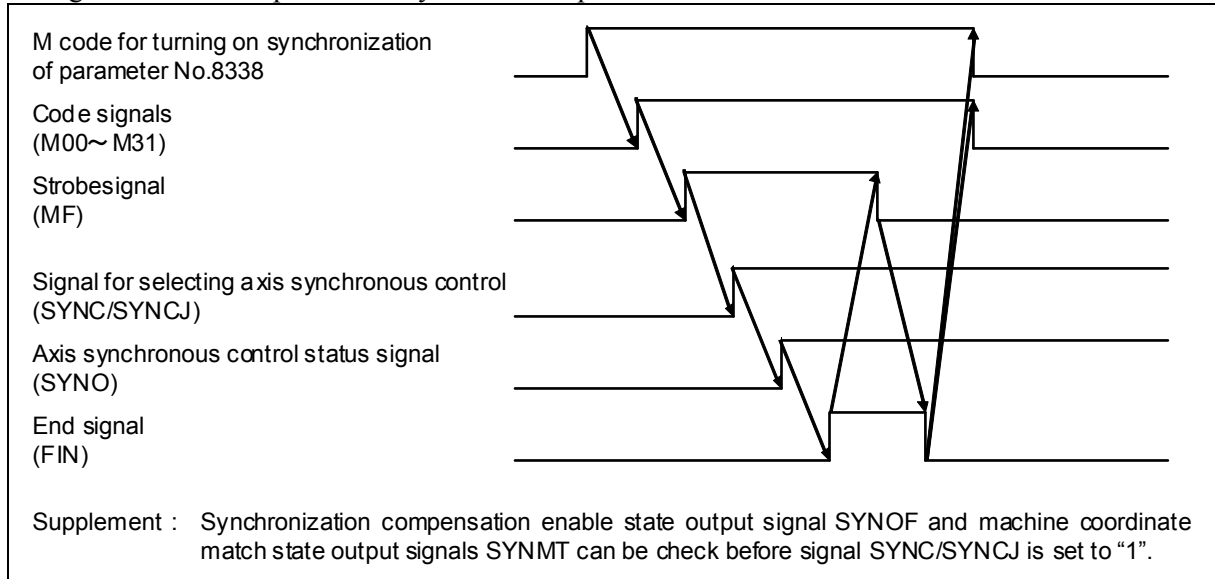 M code for turning on synchronization
of parameter No.8338
Code signals
(M00～M31)
Strobesignal
(MF)
Signal for selecting axis synchronous control
(SYNC/SYNCJ)
Axis synchronous control status signal
(SYNO)
End signal
(FIN)
Supplement : Synchronization compensation enable state output signal SYNOF and machine coordinate
match state output signals SYNMT can be check before signal SYNC/SYNCJ is set to “1”.